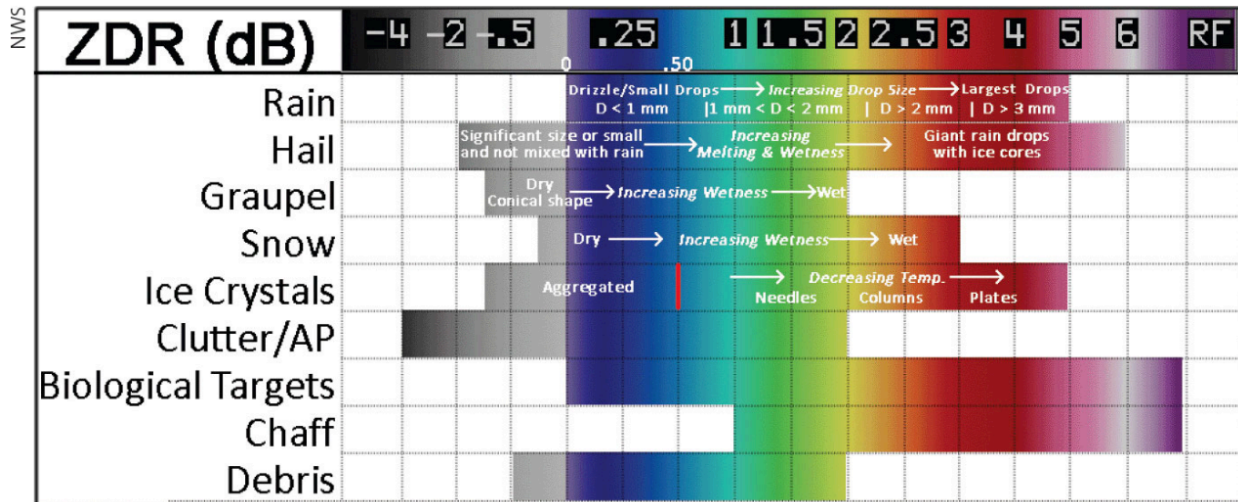 NWS
ZDR (dB)
-4 -2 -.5 .25 1 1.5 2 2.5 3 4 5 6 RF
0 .50
Rain
Drizzle/Small Drops Increasing Drop Size Largest Drops
D < 1 mm |1 mm < D < 2 mm | D > 2 mm | D > 3 mm
Hail
Significant size or small Increasing Giant rain drops
and not mixed with rain Melting & Wetness with ice cores
Graupel
Dry Increasing Wetness Wet
Conical shape
Snow
Dry Increasing Wetness Wet
Ice Crystals
Aggregated Decreasing Temp.
Needles Columns Plates
Clutter/AP
Biological Targets
Chaff
Debris